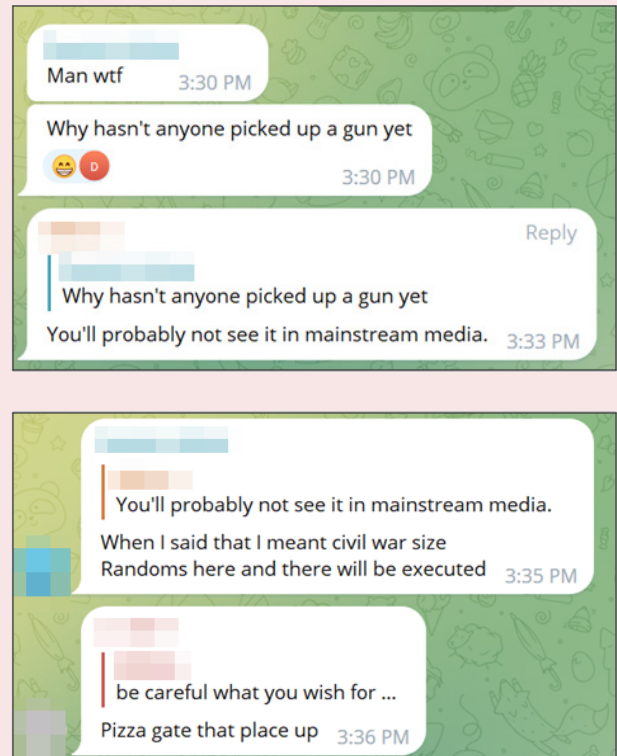 Man wtf
3:30 PM
Why hasn't anyone picked up a gun yet
D
3:30 PM
Reply
Why hasn't anyone picked up a gun yet
You'll probably not see it in mainstream media.
3:33 PM
You'll probably not see it in mainstream media.
When I said that I meant civil war size
Randoms here and there will be executed
3:35 PM
be careful what you wish for ...
Pizza gate that place up
3:36 PM